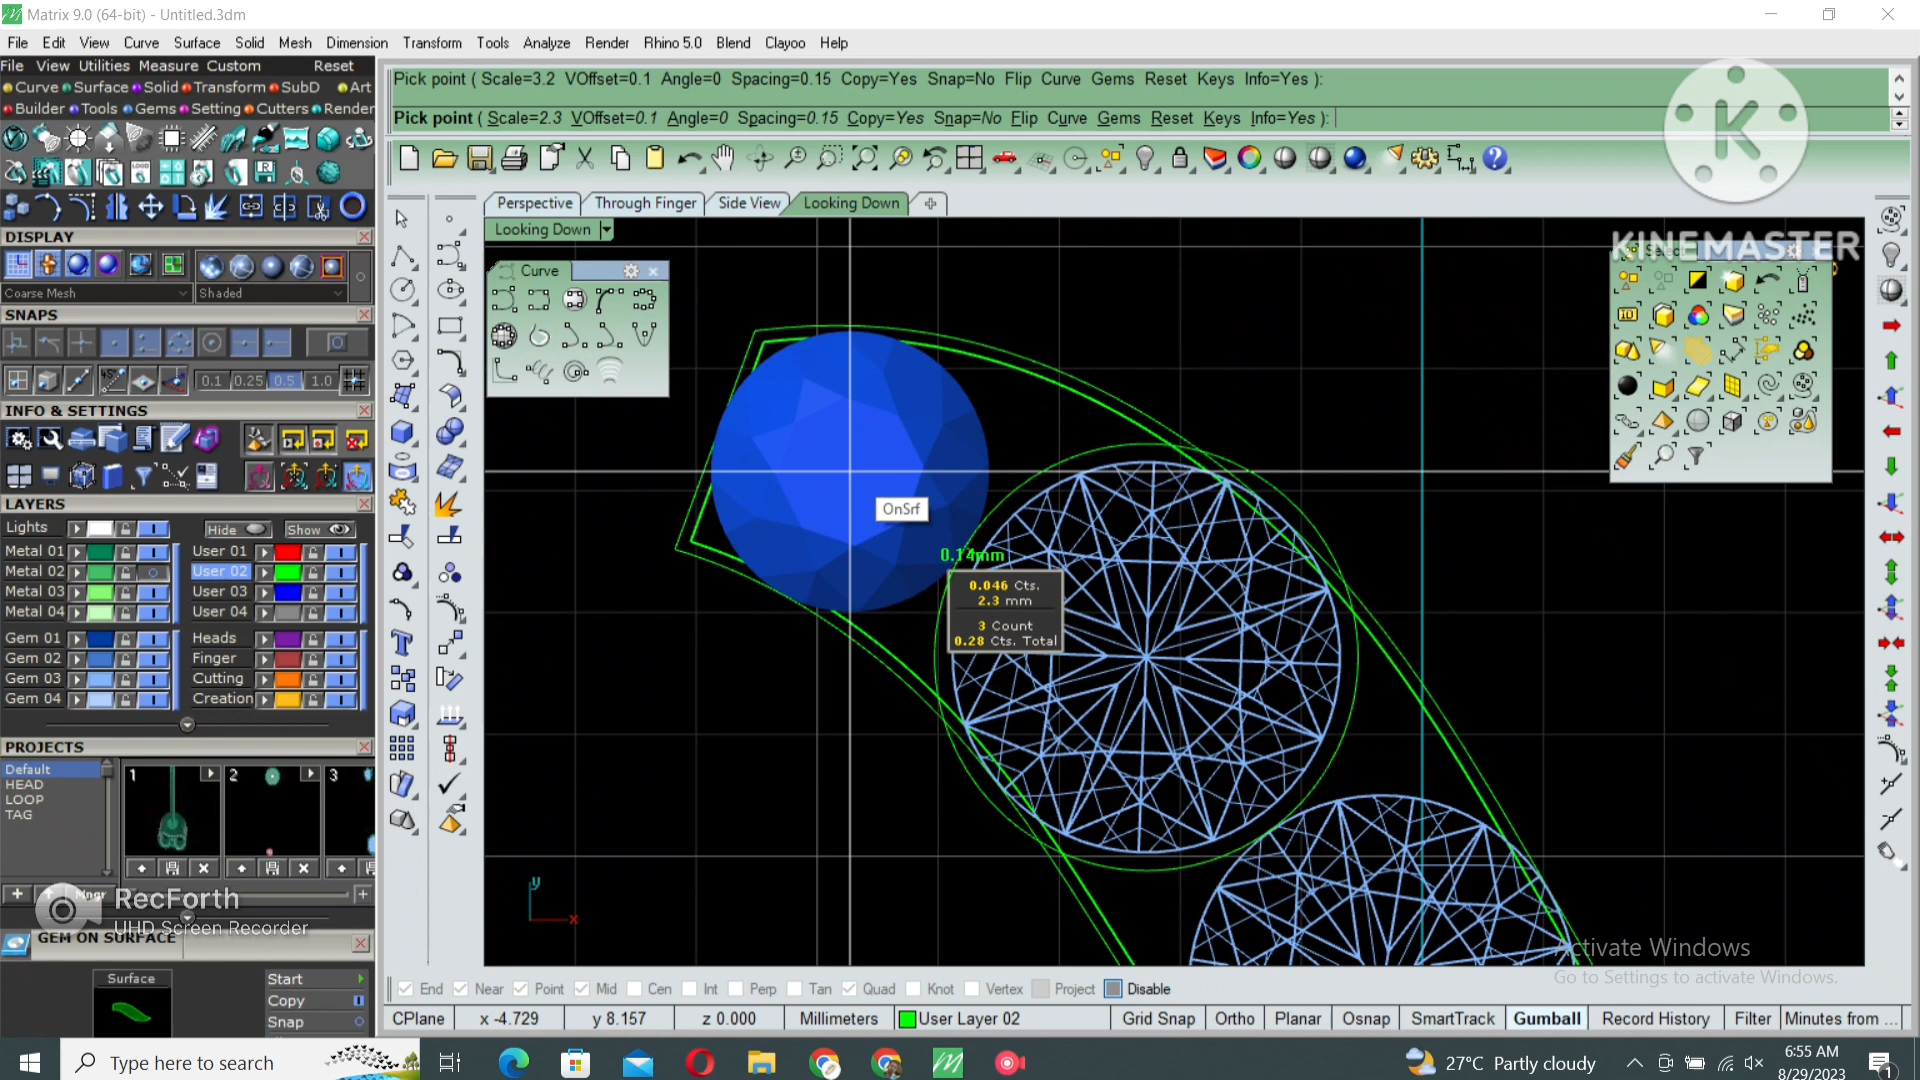 Matrix 9.0 (64-bit) - Untitled.3dm
File Edit View Curve Surface Solid Mesh Dimension Transform Tools Analyze Render Rhino 5.0 Blend Clayoo Help
File View Utilities Measure Custom Reset
Curve Surface Solid Transform SubD Art
Builder Tools Gems Setting Cutters Render
Pick point ( Scale=3.2 VOffset=0.1 Angle=0 Spacing=0.15 Copy=Yes Snap=No Flip Curve Gems Reset Keys Info=Yes ):
Pick point ( Scale=2.3 VOffset=0.1 Angle=0 Spacing=0.15 Copy=Yes Snap=No Flip Curve Gems Reset Keys Info=Yes ):
K
KINEMASTER
Perspective Through Finger Side View Looking Down
Looking Down
Curve
DISPLAY
Coarse Mesh Shaded
SNAPS
0.1 0.25 0.5 1.0
INFO & SETTINGS
LAYERS
Lights Hide Show
Metal 01 User 01
Metal 02 User 02
Metal 03 User 03
Metal 04 User 04
Gem 01 Heads
Gem 02 Finger
Gem 03 Cutting
Gem 04 Creation
OnSrf
0.14mm
0.046 Cts.
2.3 mm
3 Count
0.28 Cts. Total
PROJECTS
Default
HEAD
LOOP
TAG
1 2 3
Mngr
RecForth
UHD Screen Recorder
GEM ON SURFACE
Surface
Start
Copy
Snap
y
x
Activate Windows
Go to Settings to activate Windows.
End Near Point Mid Cen Int Perp Tan Quad Knot Vertex Project Disable
CPlane x -4.729 y 8.157 z 0.000 Millimeters User Layer 02 Grid Snap Ortho Planar Osnap SmartTrack Gumball Record History Filter Minutes from ...
Type here to search
27°C Partly cloudy
6:55 AM
8/29/2023
1